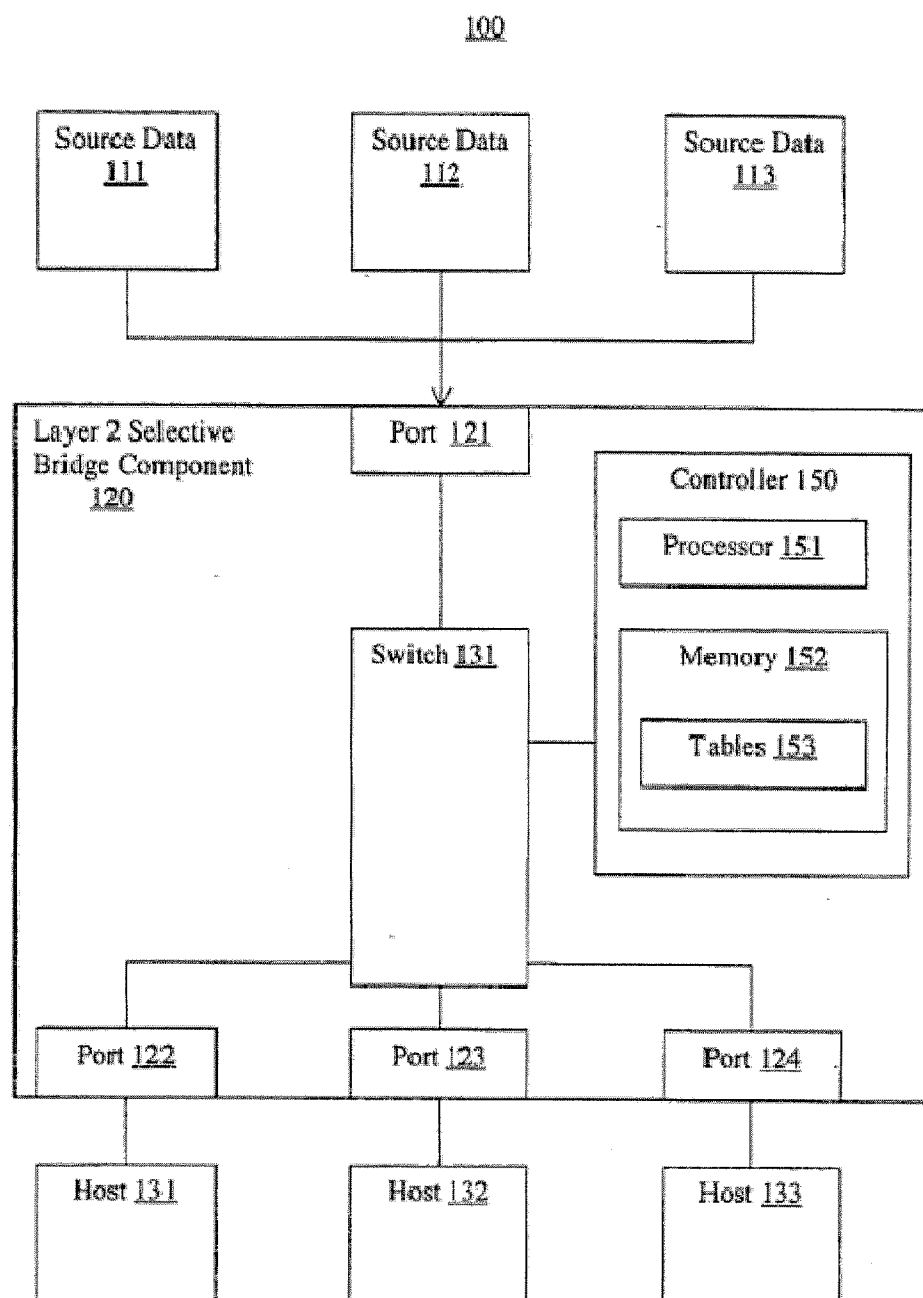 100
Source Data
111
Source Data
112
Source Data
113
Layer 2 Selective
Bridge Component
120
Port 121
Controller 150
Processor 151
Switch 131
Memory 152
Tables 153
Port 122
Port 123
Port 124
Host 131
Host 132
Host 133